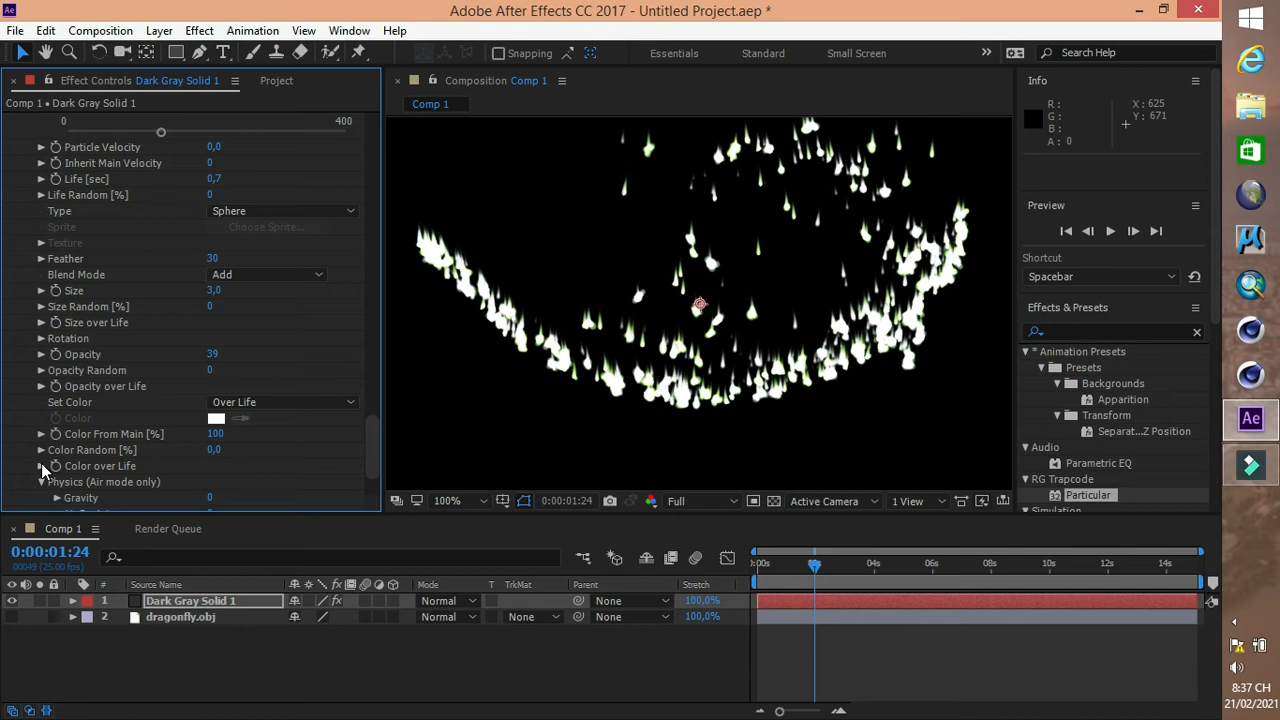 Ae Adobe After Effects CC 2017 - Untitled Project.aep *
File Edit Composition Layer Effect Animation View Window Help
Snapping Essentials Standard Small Screen Search Help
Effect Controls Dark Gray Solid 1 Project
Composition Comp 1
Info
Comp 1 • Dark Gray Solid 1
Comp 1
R: X: 625
G: Y: 671
B:
A: 0
0 400
Particle Velocity 0,0
Inherit Main Velocity 0
Life [sec] 0,7
Life Random [%] 0
Type Sphere
Sprite Choose Sprite...
Texture
Feather 30
Blend Mode Add
Size 3,0
Size Random [%] 0
Size over Life
Rotation
Opacity 39
Opacity Random 0
Opacity over Life
Set Color Over Life
Color
Color From Main [%] 100
Color Random [%] 0,0
Color over Life
Physics (Air mode only)
Gravity 0
Preview
Shortcut
Spacebar
Effects & Presets
* Animation Presets
Presets
Backgrounds
Apparition
Transform
Separat...Z Position
Audio
Parametric EQ
RG Trapcode
Particular
Simulation
100% 0:00:01:24 Full Active Camera 1 View
Comp 1 Render Queue
0:00:01:24
00049 (25.00 fps)
# Source Name Mode T TrkMat Parent Stretch
1 Dark Gray Solid 1 Normal None 100,0%
2 dragonfly.obj Normal None None 100,0%
04s 06s 08s 10s 12s 14s
Ae
8:37 CH
21/02/2021